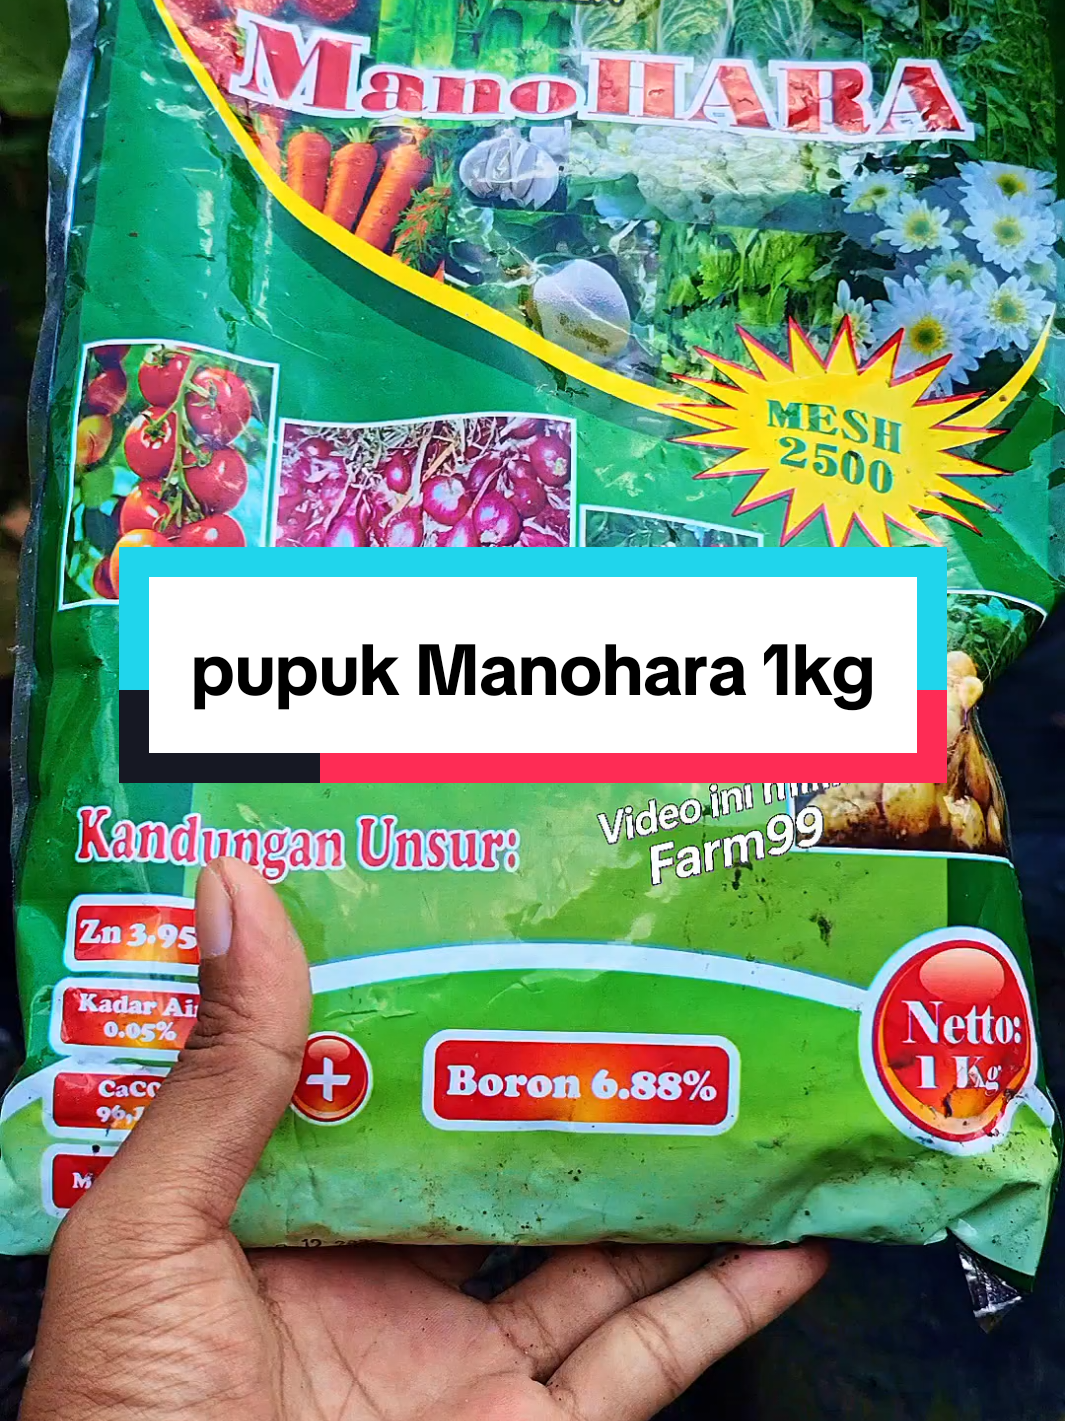 ManoHARA
MESH
2500
pupuk Manohara 1kg
Video ini
Farm99
Kandungan Unsur:
Zn 3.95
Kadar Air
0.05%
Netto:
1 Kg
+
Boron 6.88%